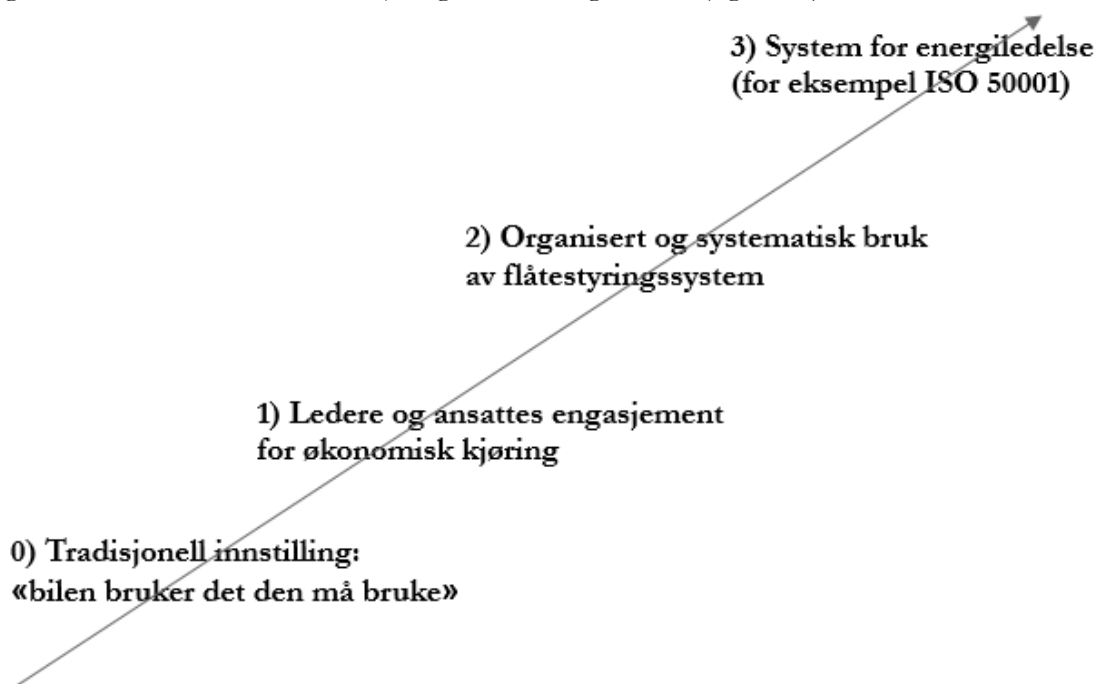 3) System for energiledelse
(for eksempel ISO 50001)
2) Organisert og systematisk bruk
av flåtestyringssystem
1) Ledere og ansattes engasjement
for økonomisk kjøring
0) Tradisjonell innstilling:
«bilen bruker det den må bruke»